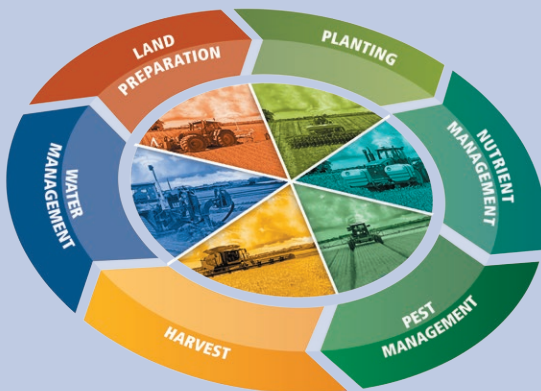 LAND
PREPARATION
PLANTING
NUTRIENT
MANAGEMENT
PEST
MANAGEMENT
HARVEST
WATER
MANAGEMENT